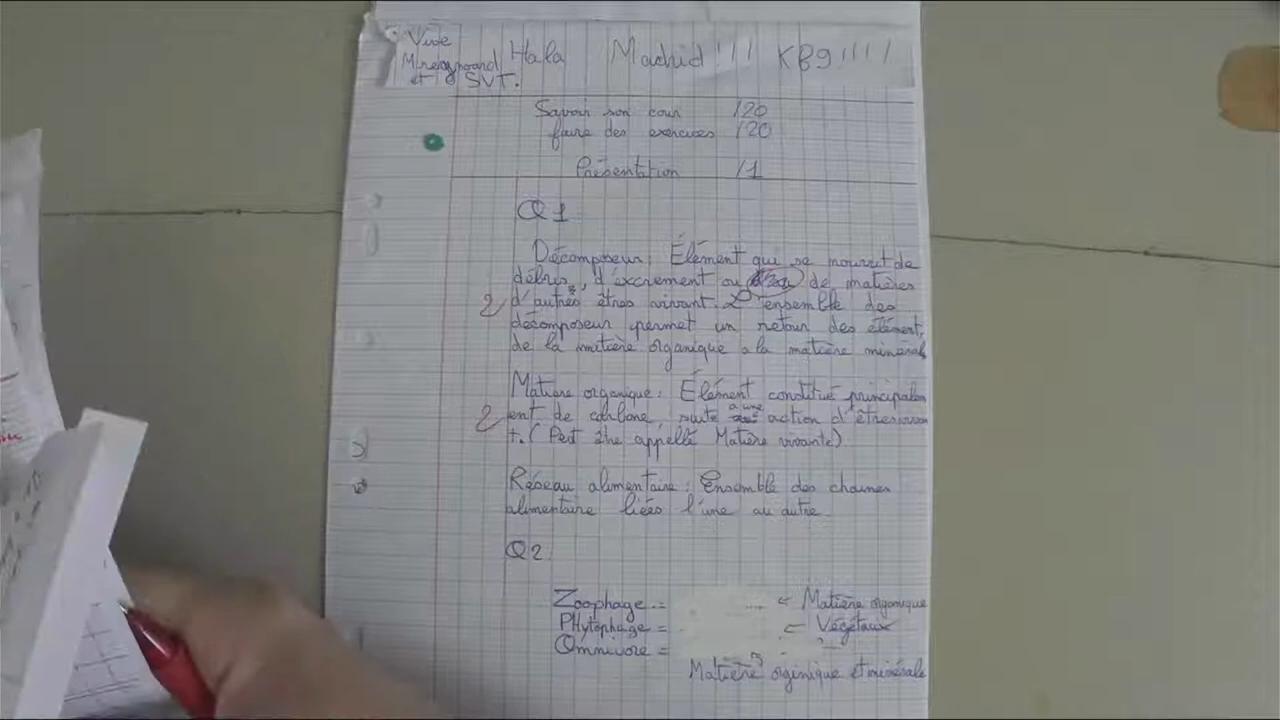 Vive Hala Madrid!!! KB9!!!!
et SVT.
Savoir son cour /20
faire des exercices /20
Présentation /1
Q1
Décomposeur: Élément qui se nourrit de
débris, d'excrement ou de matières
2 d'autres êtres vivant. L'ensemble des
décomposeur permet un retour des élément,
de la matière organique a la matière minéral
Matière organique: Élément constitué principalem
2 ent de carbone, suite a une action d'êtres vivan
t. (Peut être appellé Matière vivante)
Réseau alimentaire: Ensemble des chaines
alimentaire liées l'une au autre
Q2
Zoophage = ← Matière organique
PHytophage = ← Végétaux
Omnivore =
Matière orginique et minérale